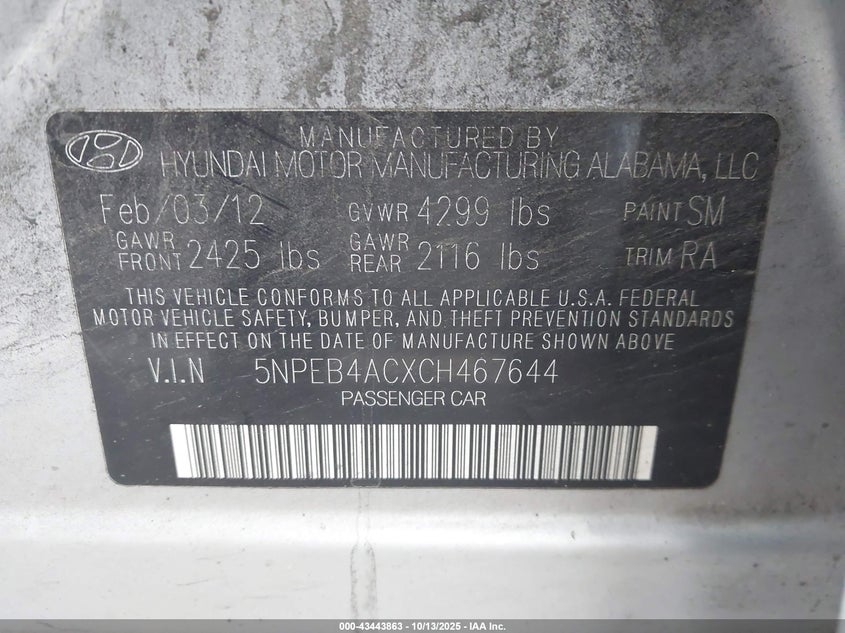 MANUFACTURED BY
HYUNDAI MOTOR MANUFACTURING ALABAMA, LLC
Feb/03/12 GVWR 4299 lbs PAINT SM
GAWR FRONT 2425 lbs GAWR REAR 2116 lbs TRIM RA
THIS VEHICLE CONFORMS TO ALL APPLICABLE U.S.A. FEDERAL
MOTOR VEHICLE SAFETY, BUMPER, AND THEFT PREVENTION STANDARDS
IN EFFECT ON THE DATE OF MANUFACTURE SHOWN ABOVE
V.I.N 5NPEB4ACXCH467644
PASSENGER CAR
000-43443863 | 10/13/2025 - IAA Inc.